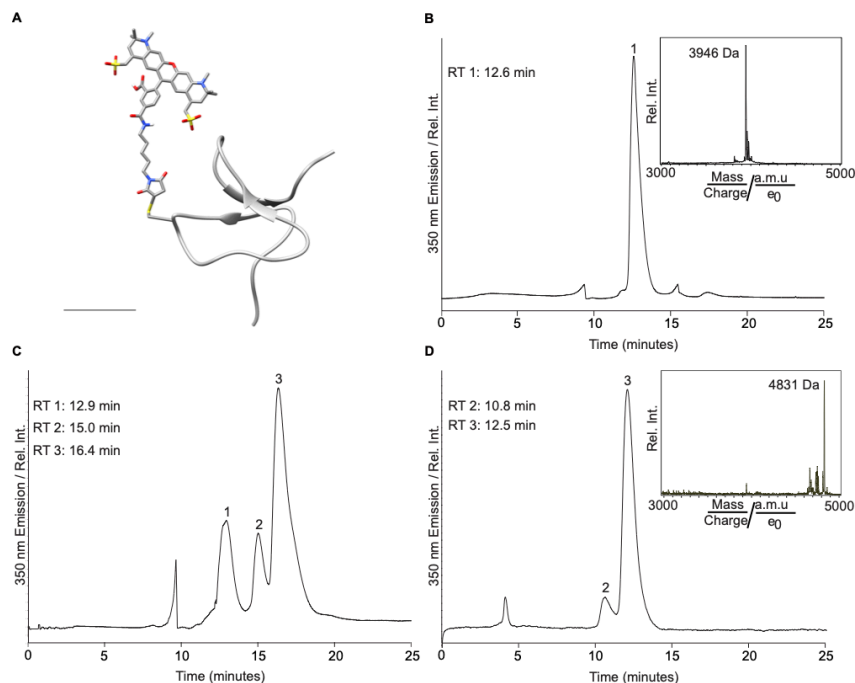 A
B
350 nm Emission / Rel. Int.
RT 1: 12.6 min
1
0
5
10
15
20
25
Time (minutes)
3946 Da
Rel. Int.
3000
5000
Mass
Charge
/
a.m.u
e0
C
350 nm Emission / Rel. Int.
RT 1: 12.9 min
RT 2: 15.0 min
RT 3: 16.4 min
1
2
3
0
5
10
15
20
25
Time (minutes)
D
350 nm Emission / Rel. Int.
RT 2: 10.8 min
RT 3: 12.5 min
2
3
0
5
10
15
20
25
Time (minutes)
4831 Da
Rel. Int.
3000
5000
Mass
Charge
/
a.m.u
e0